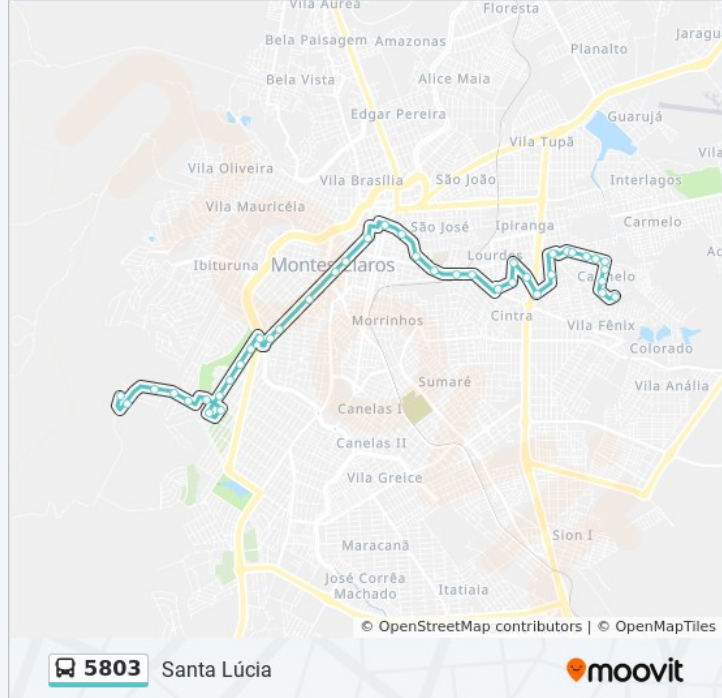 Vila Áurea
Floresta
Bela Paisagem
Amazonas
Jaragu
Planalto
Bela Vista
Alice Maia
Edgar Pereira
Guarujá
Vila Tupã
Vila
Vila Oliveira
Vila Brasília
São João
Interlagos
Vila Mauricéia
São José
Ipiranga
Carmelo
Ibituruna
Montes Claros
Lourdes
Ac
Carmelo
Morrinhos
Cintra
Vila Fênix
Colorado
Sumaré
Vila Anália
Canelas I
Canelas II
Vila Greice
Sion I
Maracanã
José Corrêa
Machado
Itatiaia
© OpenStreetMap contributors | © OpenMapTiles
5803 Santa Lúcia
moovit